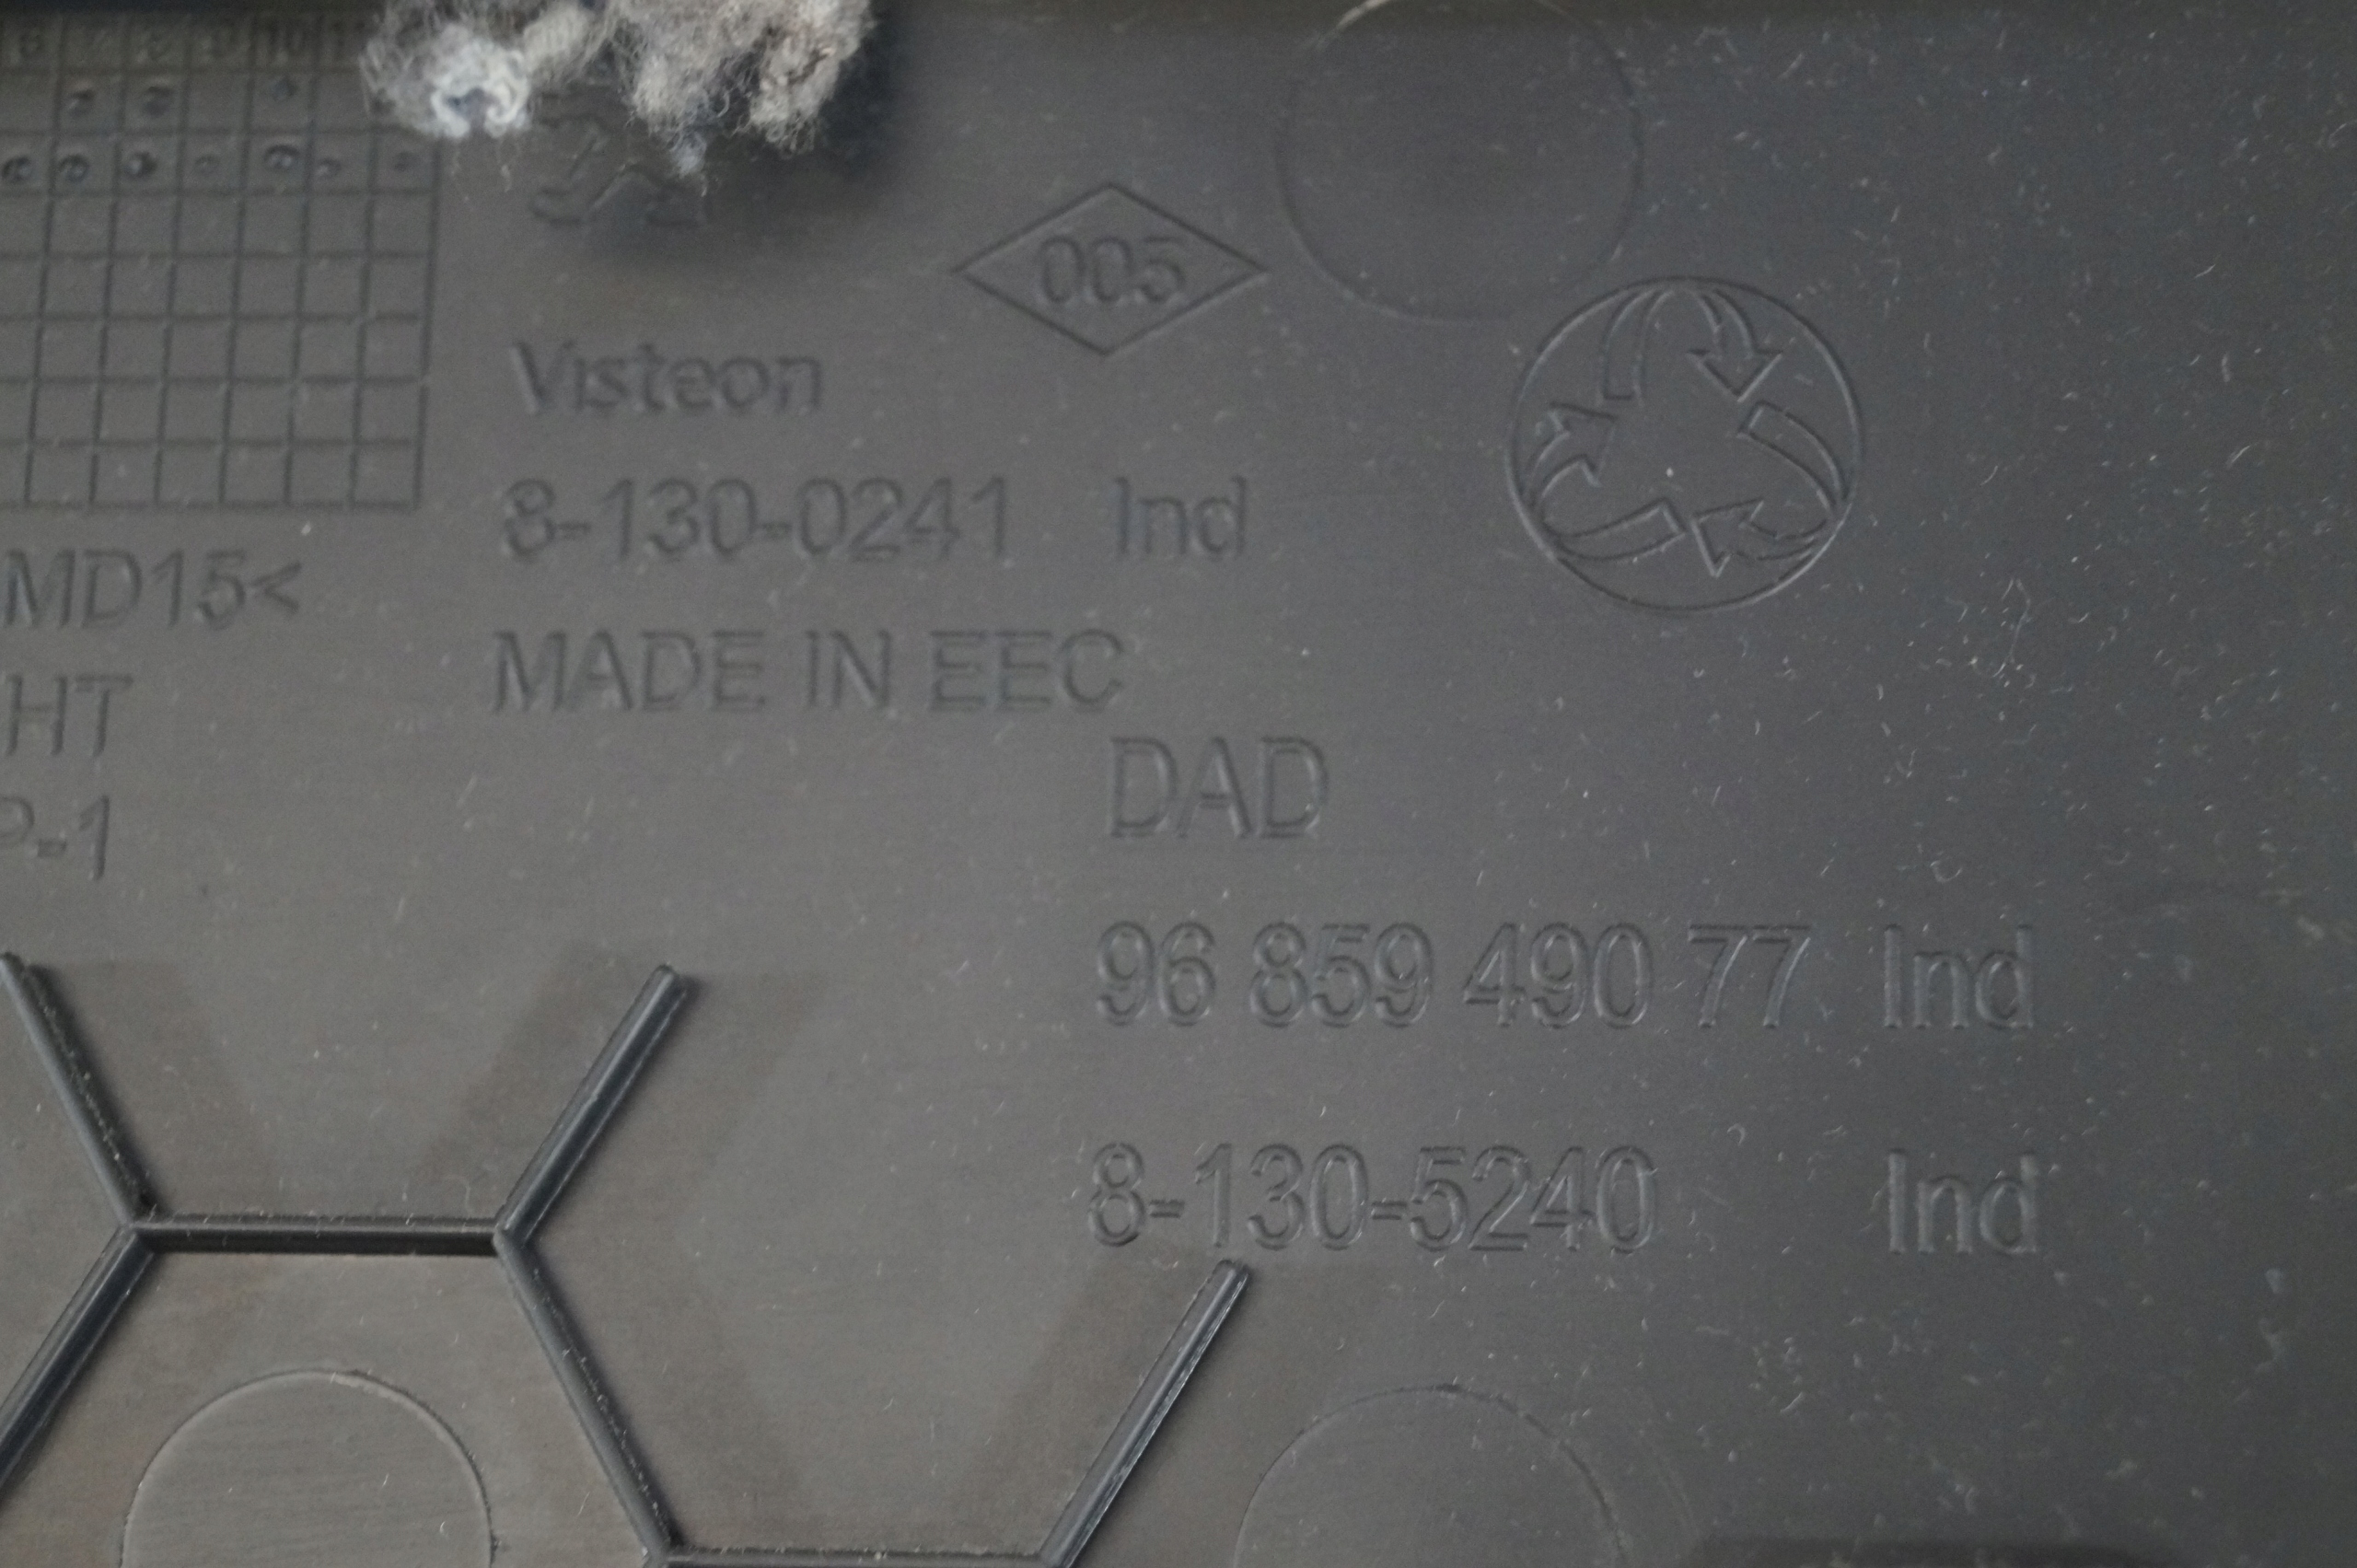 005
Visteon
8-130-0241 Ind
MD15<
MADE IN EEC
HT
DAD
P-1
96 859 490 77 Ind
8-130-5240 Ind